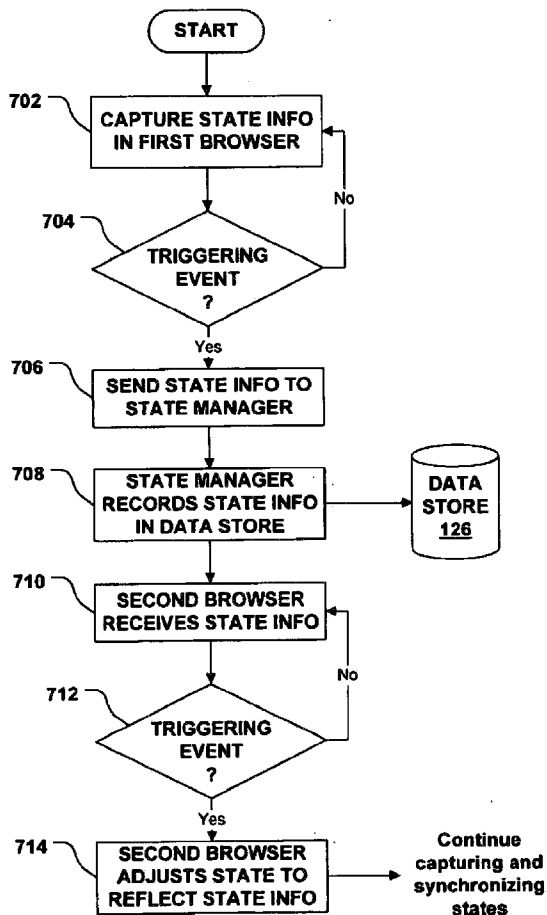 START
702
CAPTURE STATE INFO
IN FIRST BROWSER
No
704
TRIGGERING
EVENT
?
Yes
706
SEND STATE INFO TO
STATE MANAGER
708
STATE MANAGER
RECORDS STATE INFO
IN DATA STORE
DATA
STORE
126
710
SECOND BROWSER
RECEIVES STATE INFO
No
712
TRIGGERING
EVENT
?
Yes
714
SECOND BROWSER
ADJUSTS STATE TO
REFLECT STATE INFO
Continue
capturing and
synchronizing
states